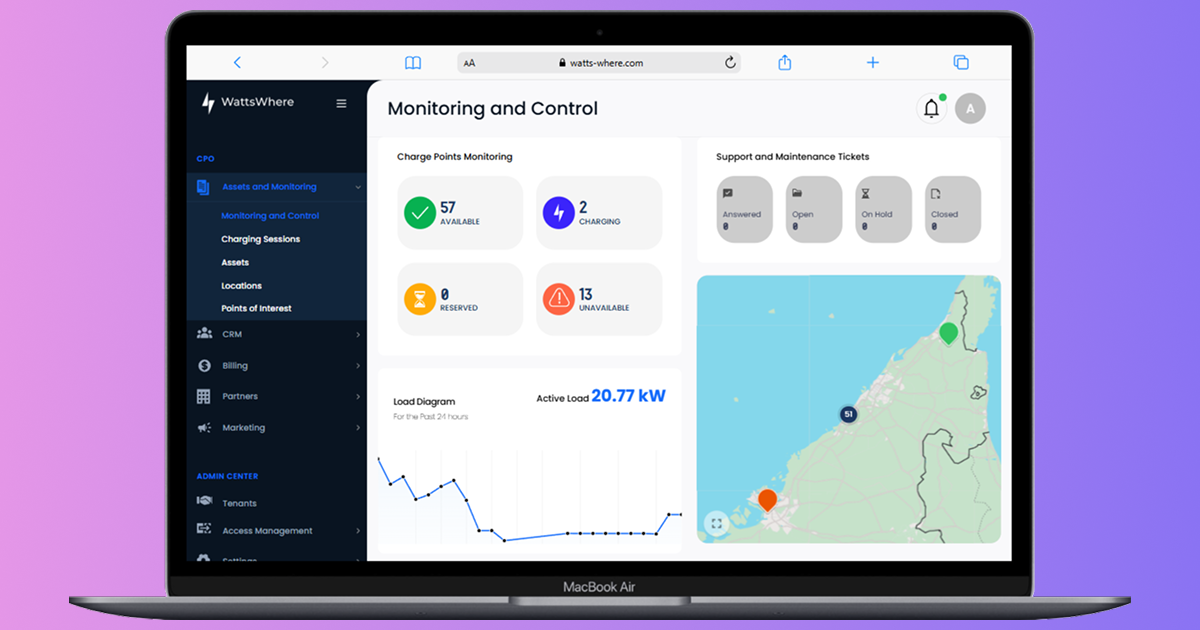 AA watts-where.com
WattsWhere
Monitoring and Control
A
CPO
Assets and Monitoring
Monitoring and Control
Charging Sessions
Assets
Locations
Points of Interest
CRM
Billing
Partners
Marketing
ADMIN CENTER
Tenants
Access Management
Settings
Charge Points Monitoring
57
AVAILABLE
2
CHARGING
0
RESERVED
13
UNAVAILABLE
Load Diagram
For the Past 24 hours
Active Load 20.77 kW
Support and Maintenance Tickets
Answered
0
Open
0
On Hold
0
Closed
0
51
MacBook Air